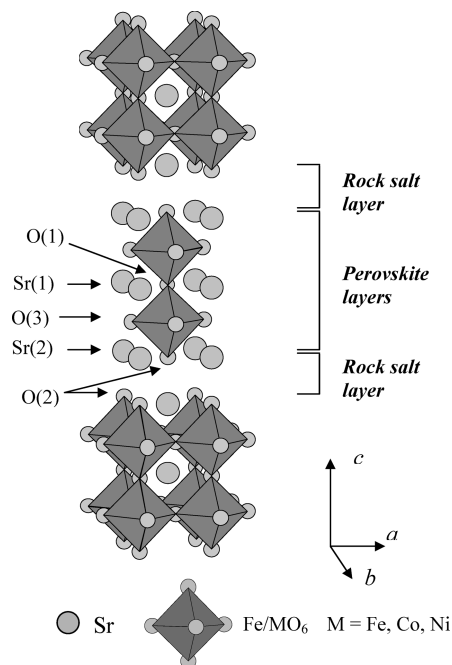 Rock salt
layer
O(1)
Sr(1)
Perovskite
layers
O(3)
Sr(2)
Rock salt
layer
O(2)
c
a
b
Sr
Fe/MO₆ M = Fe, Co, Ni